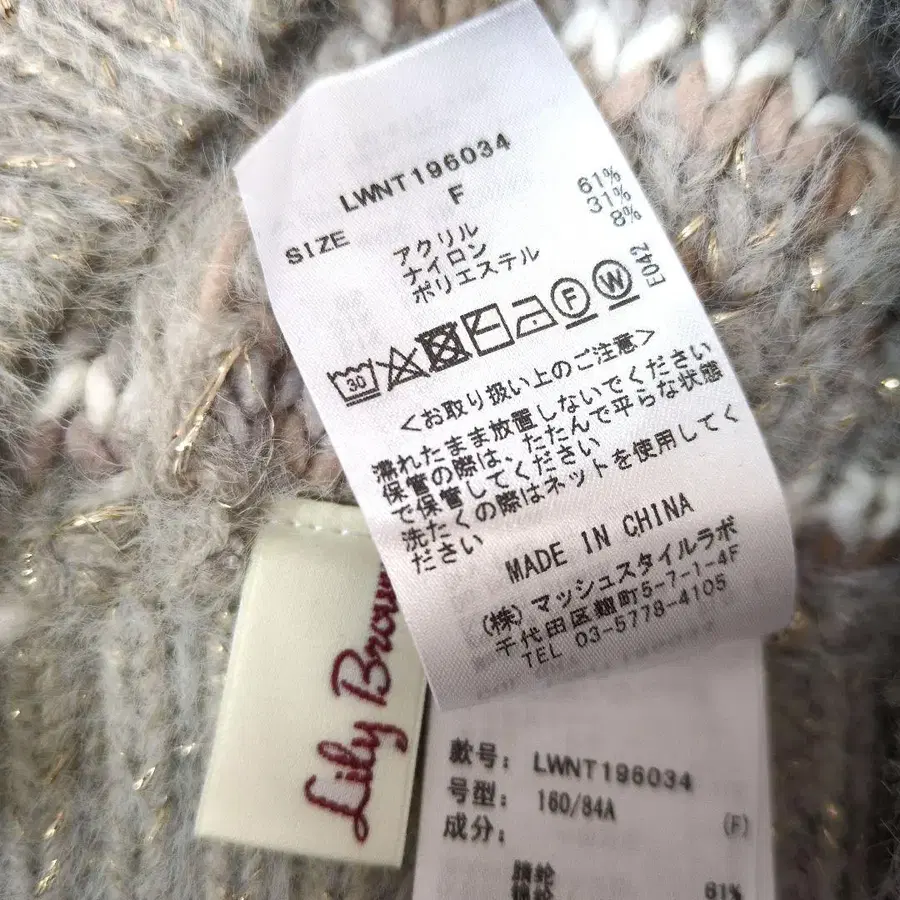 LWNT196034
SIZE F
アクリル 61%
ナイロン 31%
ポリエステル 8%
30 F W E042
＜お取り扱い上のご注意＞
濡れたまま放置しないでください
保管の際は、たたんで平らな状態
で保管してください
洗たくの際はネットを使用してく
ださい
MADE IN CHINA
(株)マッシュスタイルラボ
千代田区麹町5-7-1-4F
TEL 03-5778-4105
Lily Brown
款号: LWNT196034
号型: 160/84A (F)
成分:
腈纶 61%
锦纶